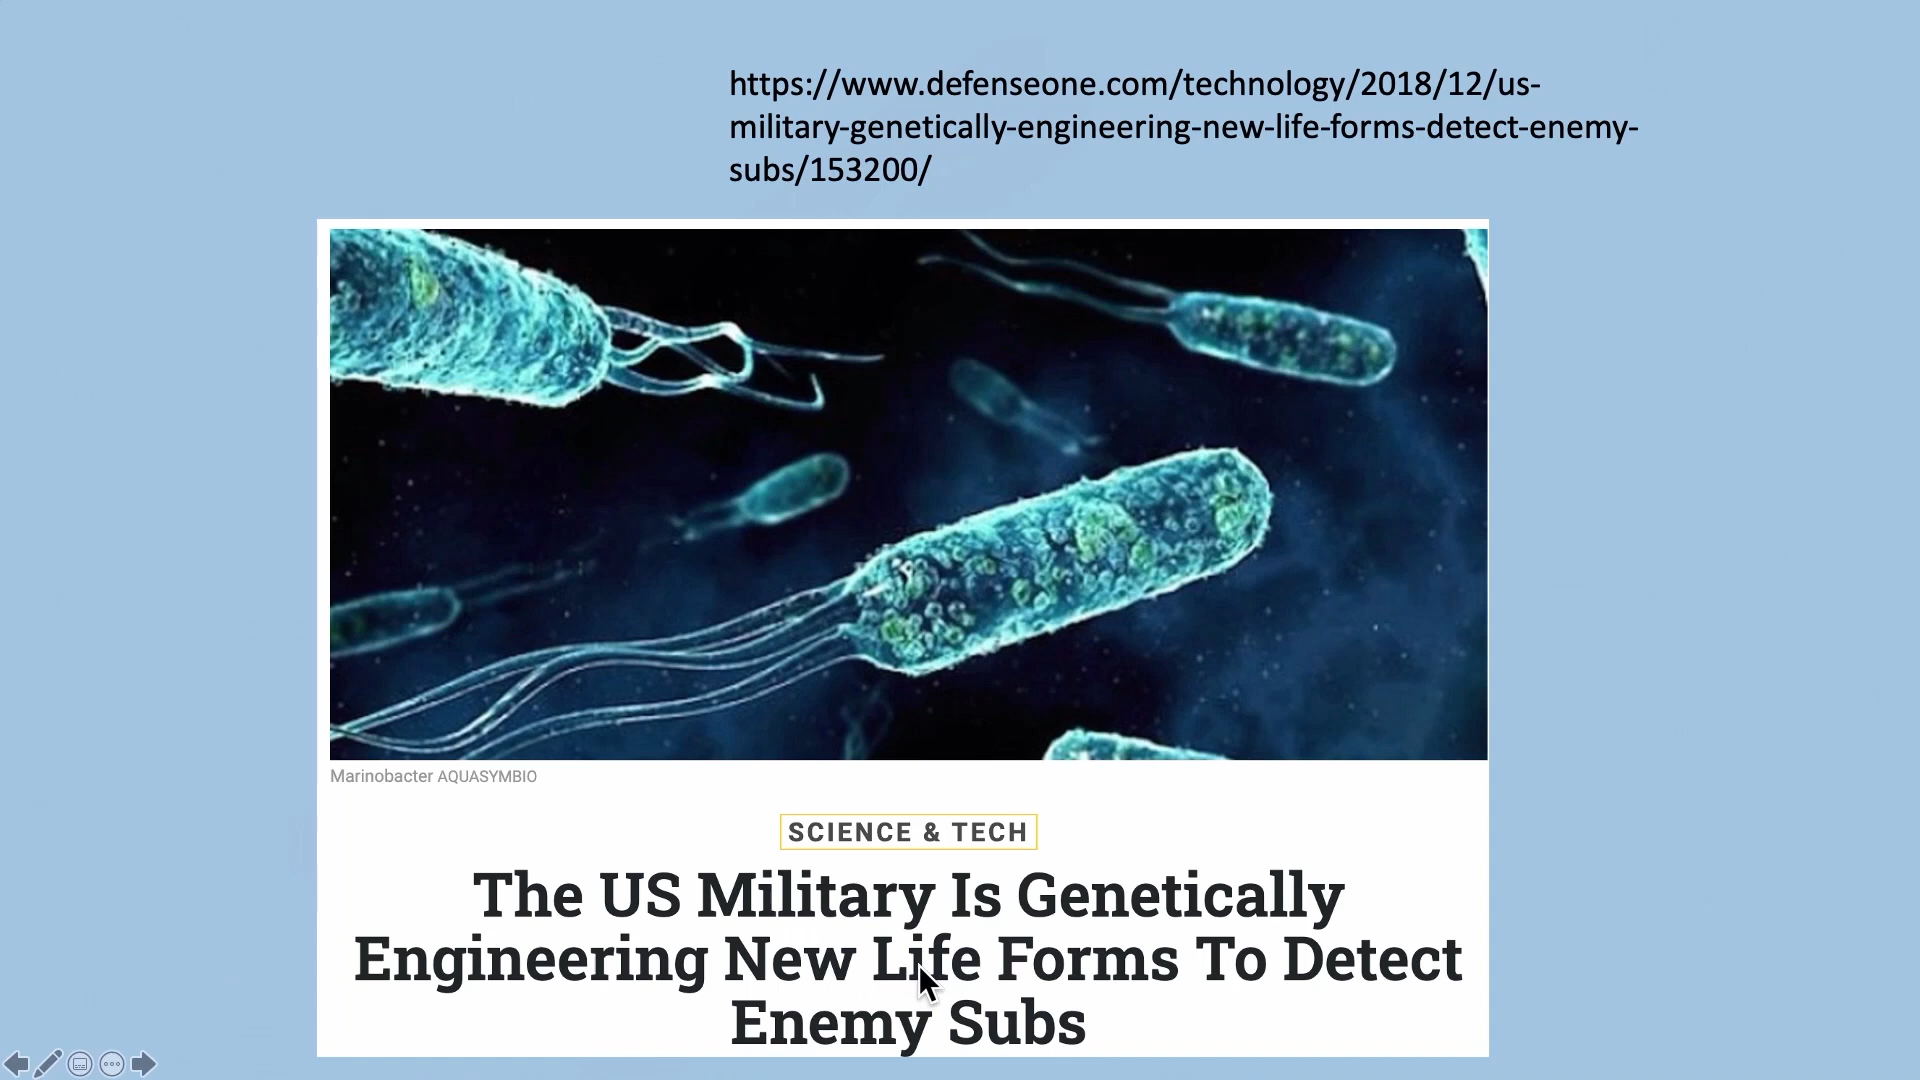 https://www.defenseone.com/technology/2018/12/us-
military-genetically-engineering-new-life-forms-detect-enemy-
subs/153200/
Marinobacter AQUASYMBIO
SCIENCE & TECH
The US Military Is Genetically
Engineering New Life Forms To Detect
Enemy Subs